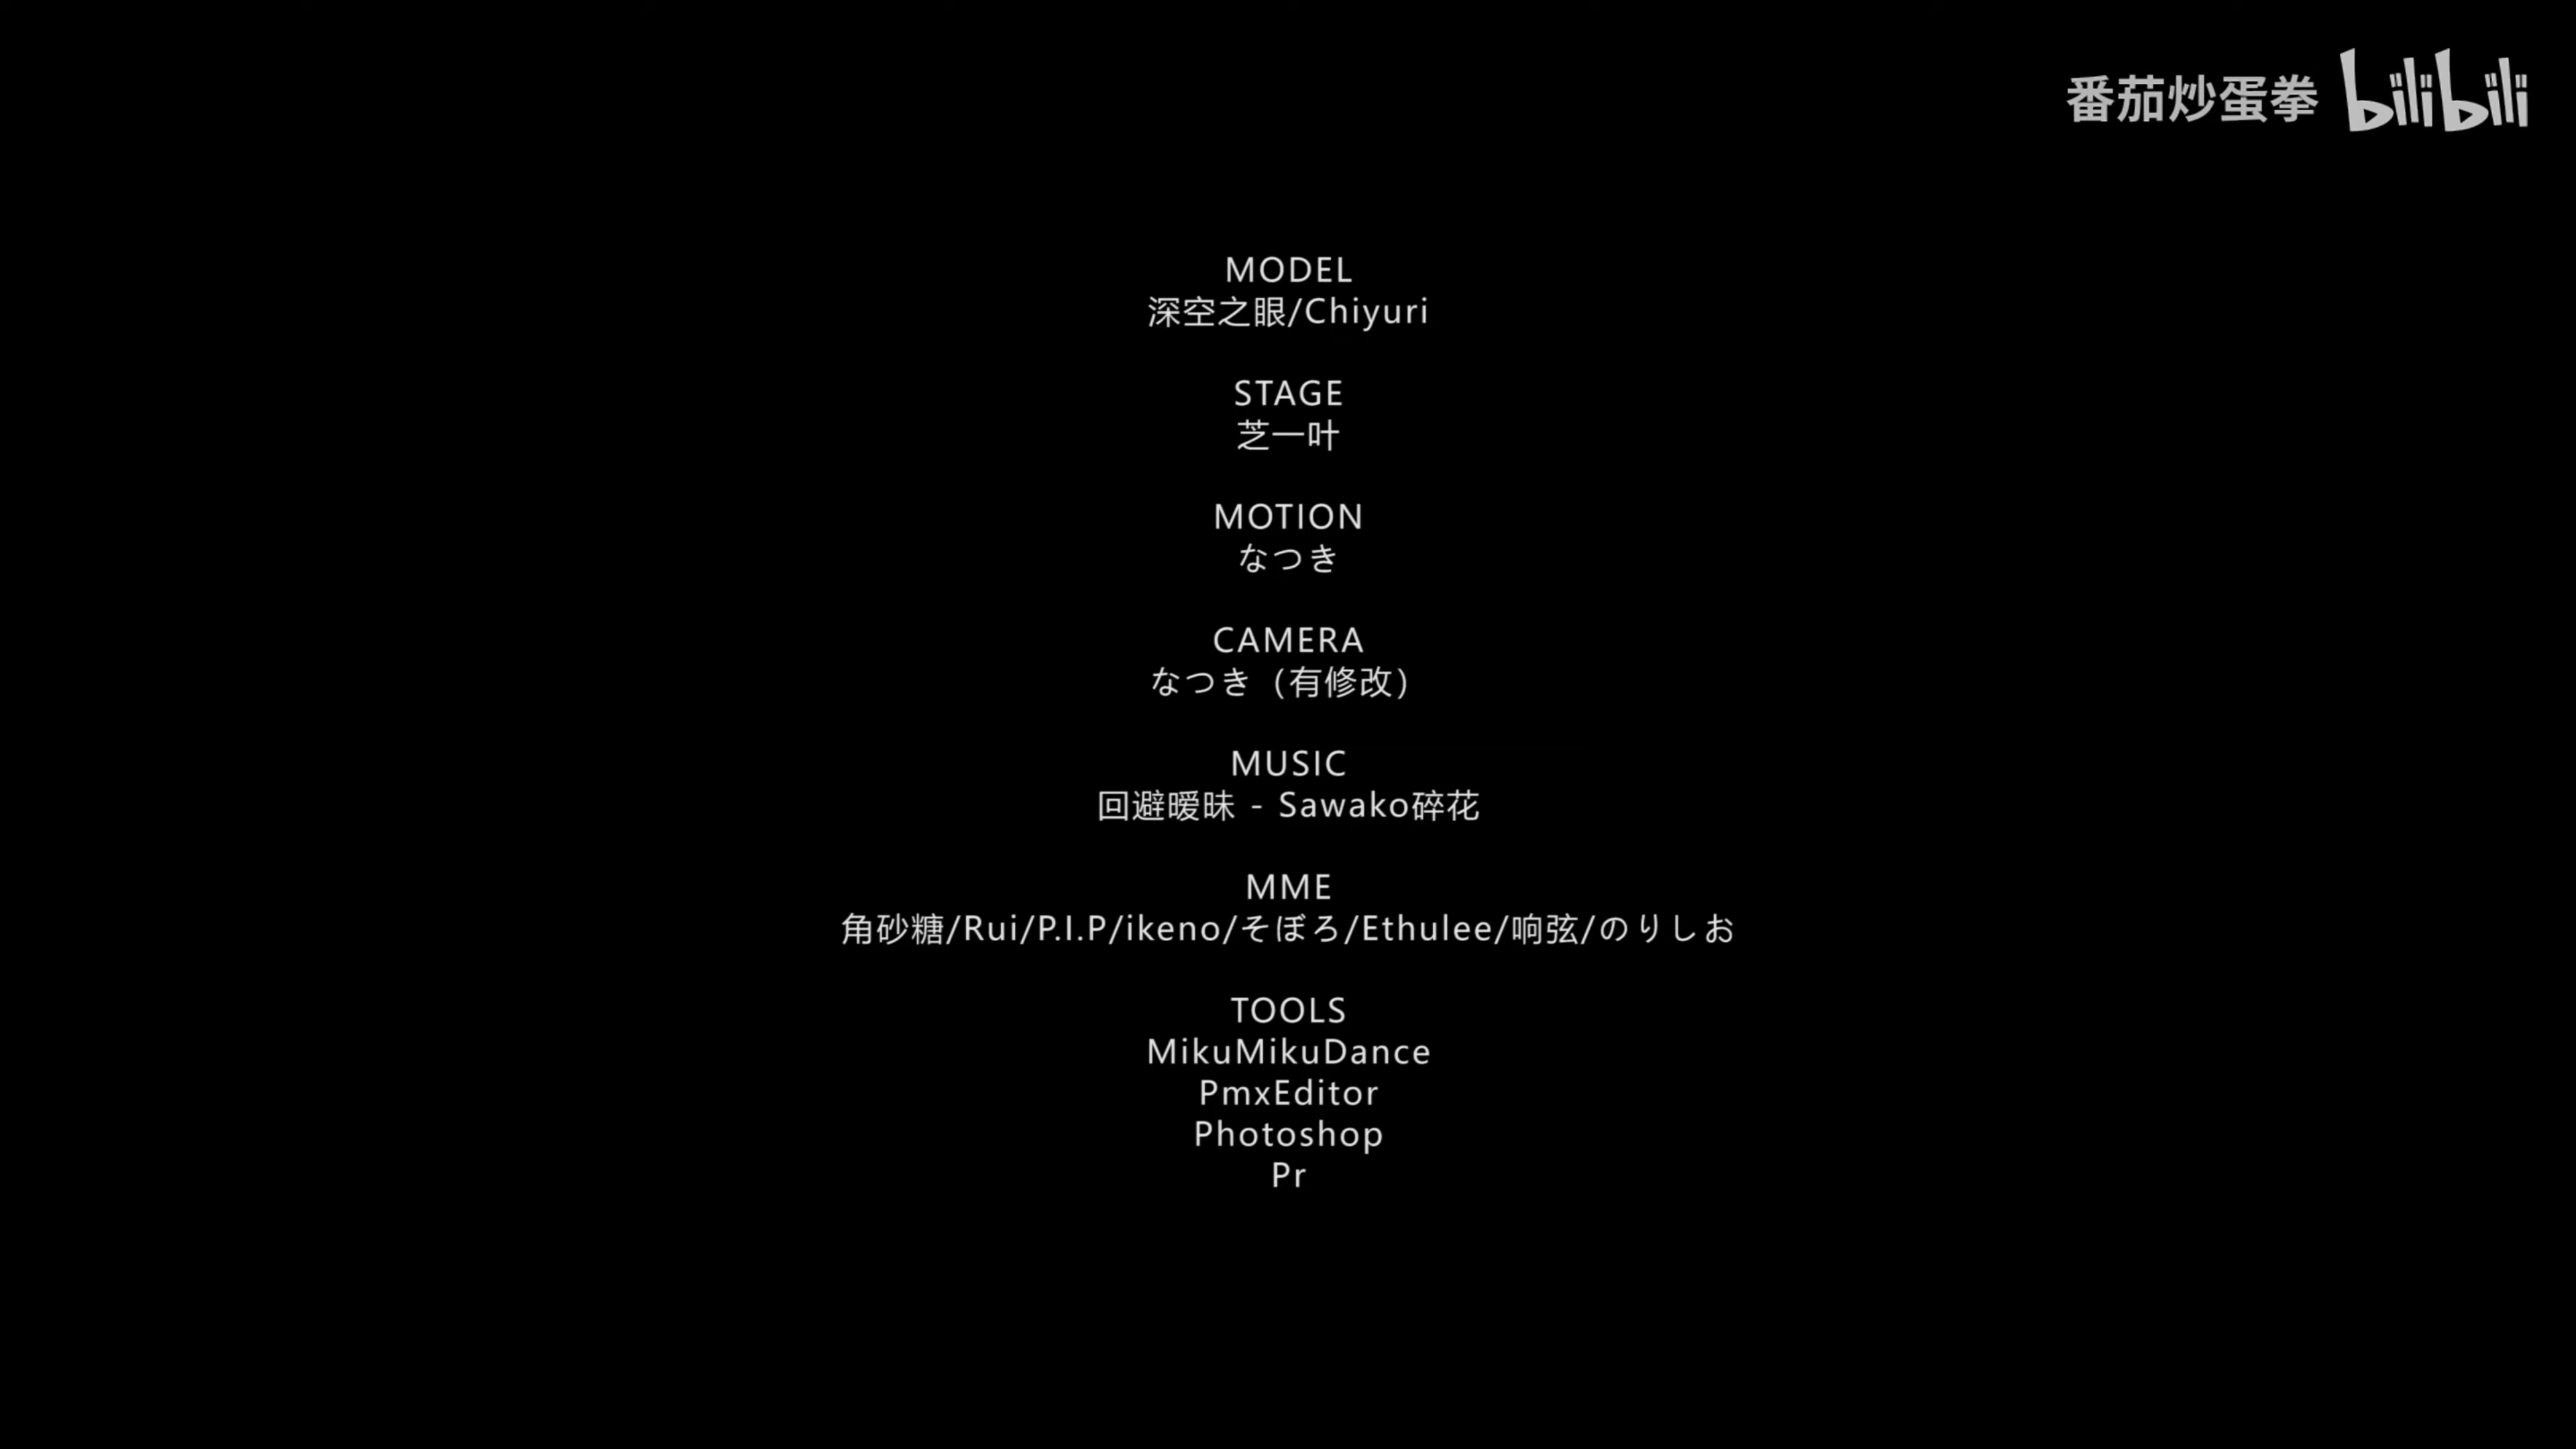 番茄炒蛋拳 bilibili
MODEL
深空之眼/Chiyuri
STAGE
芝一叶
MOTION
なつき
CAMERA
なつき（有修改）
MUSIC
回避暧昧 - Sawako碎花
MME
角砂糖/Rui/P.I.P/ikeno/そぼろ/Ethulee/响弦/のりしお
TOOLS
MikuMikuDance
PmxEditor
Photoshop
Pr